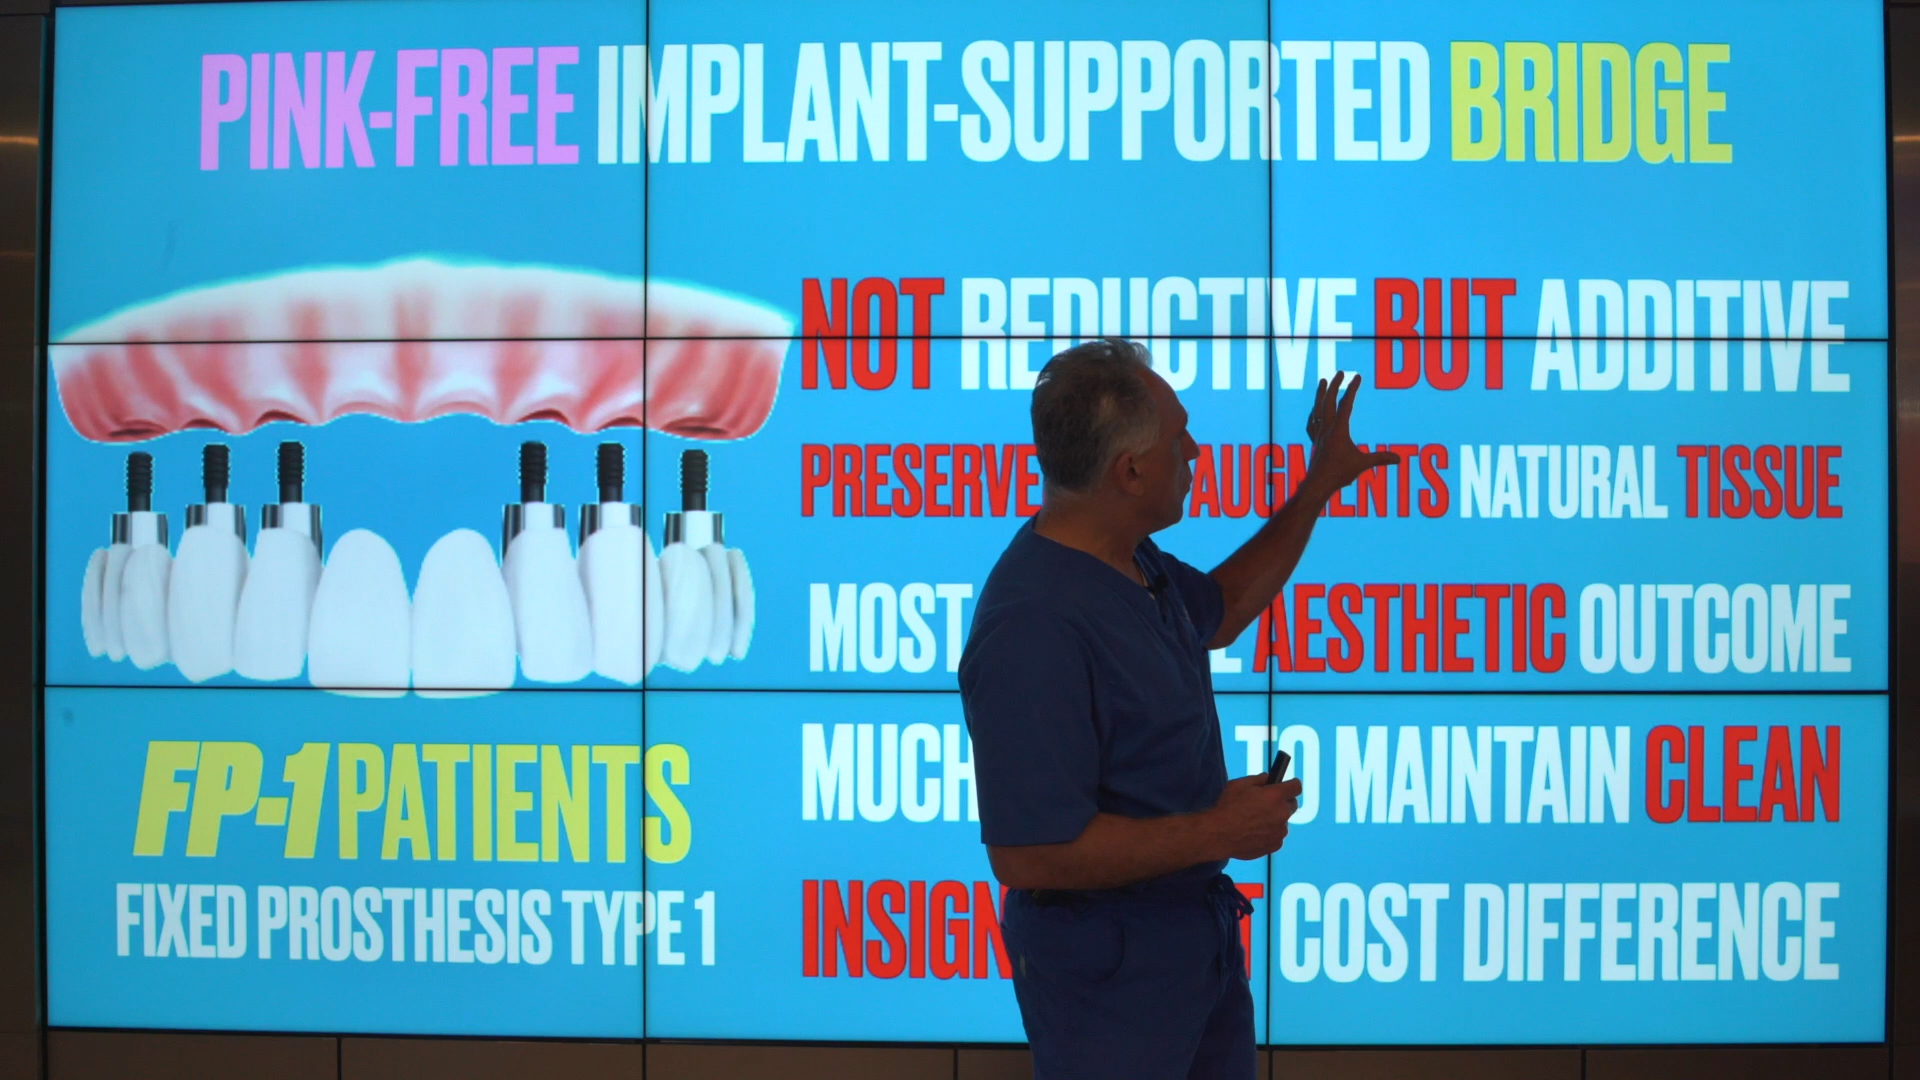 PINK-FREE IMPLANT-SUPPORTED BRIDGE
NOT REDUCTIVE BUT ADDITIVE
PRESERVE AUGMENTS NATURAL TISSUE
MOST AESTHETIC OUTCOME
MUCH TO MAINTAIN CLEAN
COST DIFFERENCE
FP-1 PATIENTS
FIXED PROSTHESIS TYPE 1